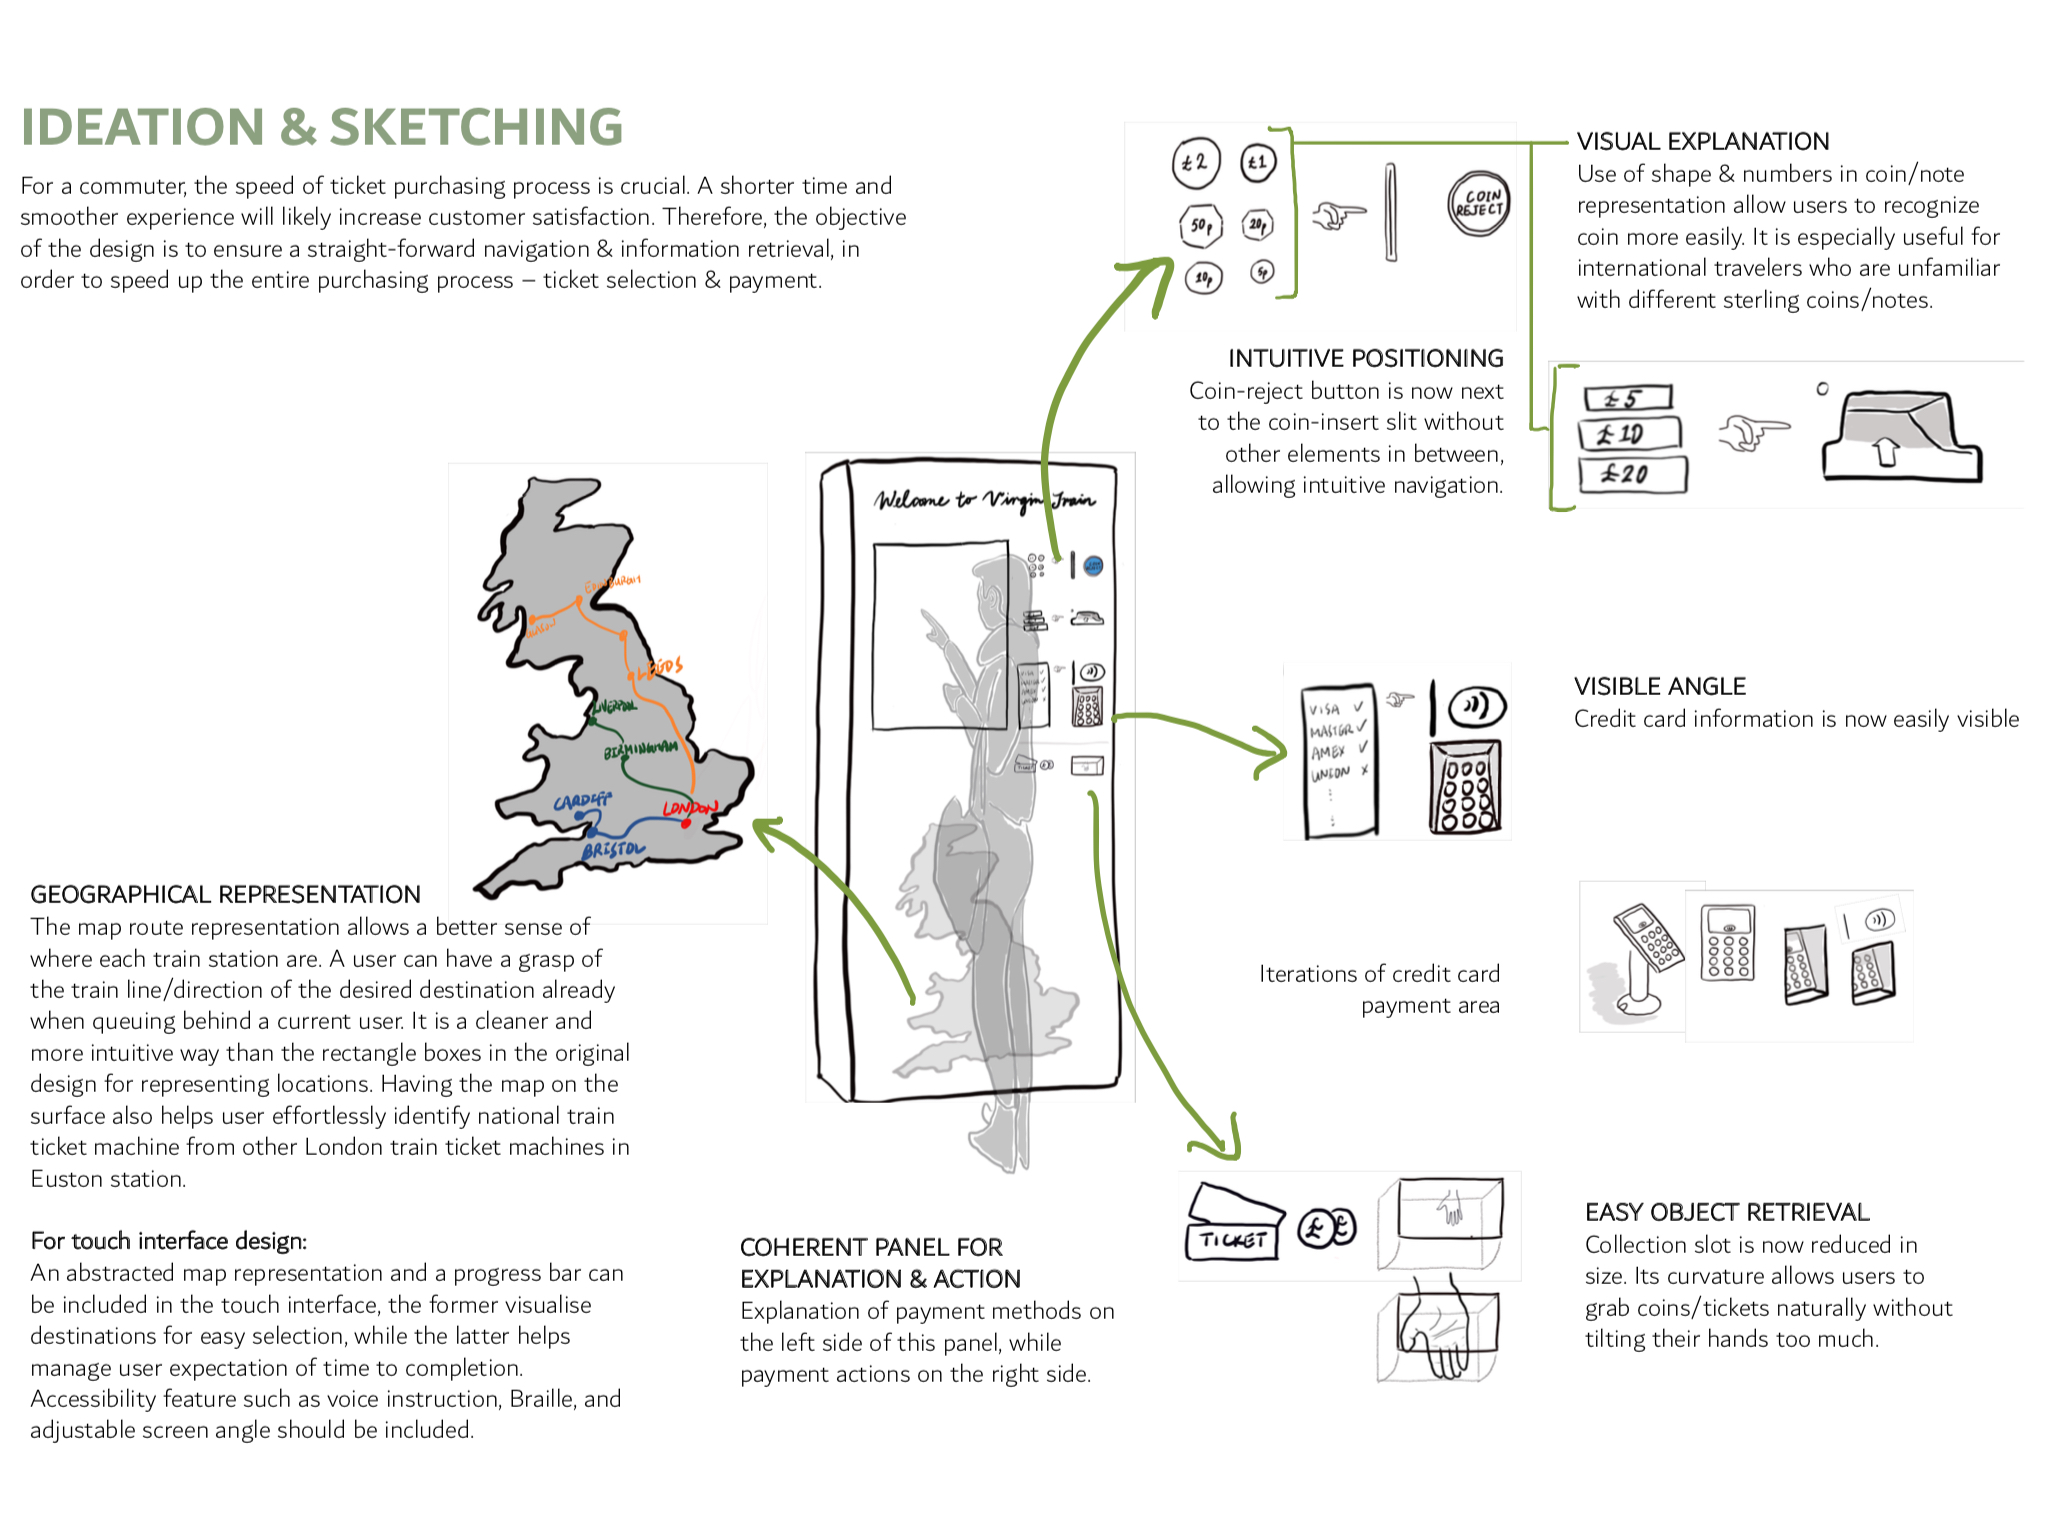 IDEATION & SKETCHING
For a commuter, the speed of ticket purchasing process is crucial. A shorter time and
smoother experience will likely increase customer satisfaction. Therefore, the objective
of the design is to ensure a straight-forward navigation & information retrieval, in
order to speed up the entire purchasing process – ticket selection & payment.
£2 £1
50p 20p
10p 5p
COIN
REJECT
VISUAL EXPLANATION
Use of shape & numbers in coin/note
representation allow users to recognize
coin more easily. It is especially useful for
international travelers who are unfamiliar
with different sterling coins/notes.
INTUITIVE POSITIONING
Coin-reject button is now next
to the coin-insert slit without
other elements in between,
allowing intuitive navigation.
£5
£10
£20
Welcome to Virgin Train
EDINBURGH
LEEDS
LIVERPOOL
BIRMINGHAM
CARDIFF
LONDON
BRISTOL
VISA ✓
MASTER ✓
AMEX ✓
UNION x
VISIBLE ANGLE
Credit card information is now easily visible
GEOGRAPHICAL REPRESENTATION
The map route representation allows a better sense of
where each train station are. A user can have a grasp of
the train line/direction of the desired destination already
when queuing behind a current user. It is a cleaner and
more intuitive way than the rectangle boxes in the original
design for representing locations. Having the map on the
surface also helps user effortlessly identify national train
ticket machine from other London train ticket machines in
Euston station.
For touch interface design:
An abstracted map representation and a progress bar can
be included in the touch interface, the former visualise
destinations for easy selection, while the latter helps
manage user expectation of time to completion.
Accessibility feature such as voice instruction, Braille, and
adjustable screen angle should be included.
Iterations of credit card
payment area
COHERENT PANEL FOR
EXPLANATION & ACTION
Explanation of payment methods on
the left side of this panel, while
payment actions on the right side.
TICKET
£ £
EASY OBJECT RETRIEVAL
Collection slot is now reduced in
size. Its curvature allows users to
grab coins/tickets naturally without
tilting their hands too much.